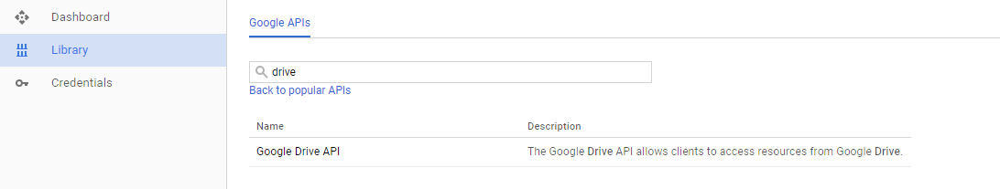 Dashboard
Library
Credentials
Google APIs
drive
Back to popular APIs
Name Description
Google Drive API The Google Drive API allows clients to access resources from Google Drive.